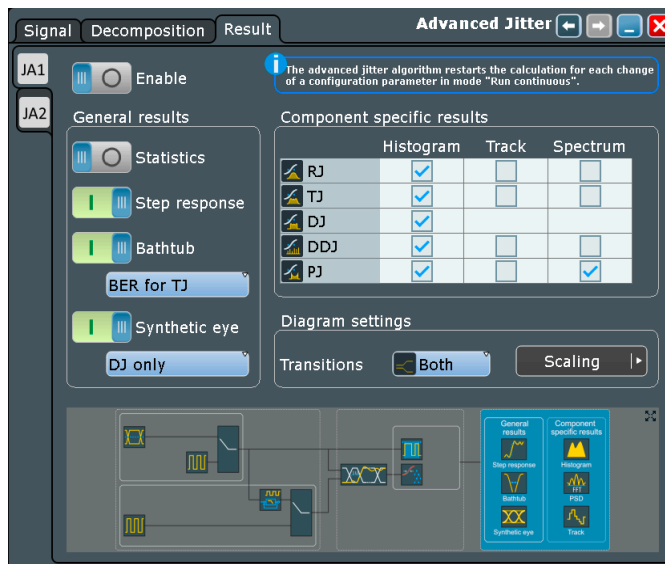 Signal
Decomposition
Result
Advanced Jitter
JA1
JA2
Enable
i
The advanced jitter algorithm restarts the calculation for each change
of a configuration parameter in mode "Run continuous".
General results
Statistics
Step response
Bathtub
BER for TJ
Synthetic eye
DJ only
Component specific results
Histogram Track Spectrum
RJ
TJ
DJ
DDJ
PJ
Diagram settings
Transitions
Both
Scaling
General
results
Step response
Bathtub
Synthetic eye
Component
specific results
Histogram
FFT
PSD
Track